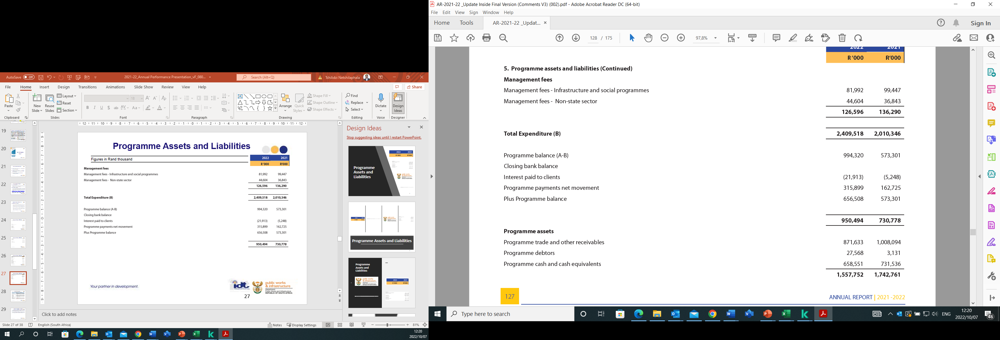 AutoSave Off
2021-22_Annual Performance Presentation_vF_080...
Search (Alt+Q)
Tshilidzi Netshilaphala
File Home Insert Design Transitions Animations Slide Show Review View Help
Share
Paste
New Slides
Reuse Slides
Layout
Reset
Section
18
Arrange
Quick Styles
Shape Fill
Shape Outline
Shape Effects
Find
Replace
Select
Dictate
Design Ideas
Clipboard Slides Font Paragraph Drawing Editing Voice Designer
19
20
21
22
23
24
25
26
27
28
29
Programme Assets and Liabilities
Figures in Rand thousand
2022 2021
R '000 R'000
Management fees
Management fees - Infrastructure and social programmes 81,992 99,447
Management fees - Non-state sector 44,604 36,843
126,596 136,290
Total Expenditure (B) 2,409,518 2,010,346
Programme balance (A-B) 994,320 573,301
Closing bank balance
Interest paid to clients (21,913) (5,248)
Programme payments net movement 315,899 162,725
Plus Programme balance 656,508 573,301
950,494 730,778
Your partner in development.
idt
public works
& infrastructure
Department
Public Works and Infrastructure
REPUBLIC OF SOUTH AFRICA
27
Click to add notes
Design Ideas
Stop suggesting ideas until I restart PowerPoint.
Programme
Assets and
Liabilities
Programme Assets and Liabilities
Programme
Assets and
Liabilities
Slide 27 of 38 English (South Africa) Notes Display Settings 81%
12:20
2022/10/07
AR-2021-22 _Update Inside Final Version (Comments V3) (002).pdf - Adobe Acrobat Reader DC (64-bit)
File Edit View Sign Window Help
Home Tools AR-2021-22 _Updat... Sign In
128 / 175 97,8%
2022 2021
R '000 R'000
5. Programme assets and liabilities (Continued)
Management fees
Management fees - Infrastructure and social programmes 81,992 99,447
Management fees - Non-state sector 44,604 36,843
126,596 136,290
Total Expenditure (B) 2,409,518 2,010,346
Programme balance (A-B) 994,320 573,301
Closing bank balance
Interest paid to clients (21,913) (5,248)
Programme payments net movement 315,899 162,725
Plus Programme balance 656,508 573,301
950,494 730,778
Programme assets
Programme trade and other receivables 871,633 1,008,094
Programme debtors 27,568 3,131
Programme cash and cash equivalents 658,551 731,536
1,557,752 1,742,761
127 ANNUAL REPORT | 2021 -2022
Type here to search
ENG
12:20
2022/10/07
46